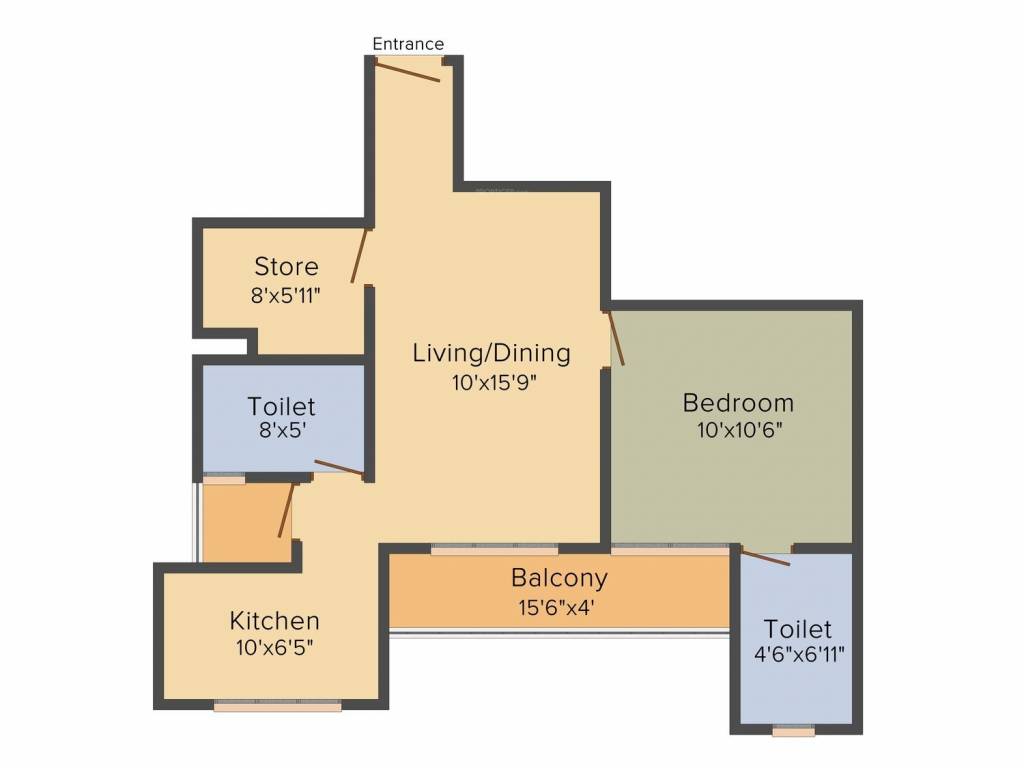 Entrance
Store
8'x5'11"
Living/Dining
10'x15'9"
Toilet
8'x5'
Bedroom
10'x10'6"
Balcony
15'6"x4'
Kitchen
10'x6'5"
Toilet
4'6"x6'11"